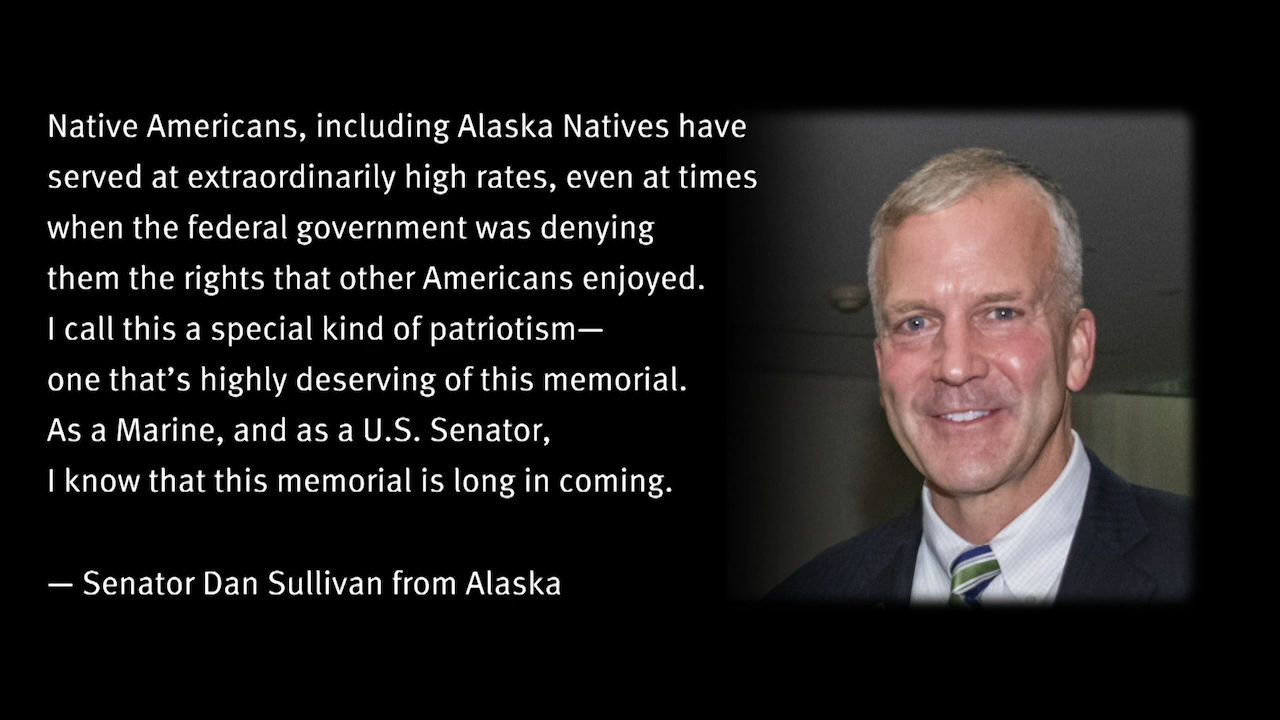 Native Americans, including Alaska Natives have
served at extraordinarily high rates, even at times
when the federal government was denying
them the rights that other Americans enjoyed.
I call this a special kind of patriotism—
one that’s highly deserving of this memorial.
As a Marine, and as a U.S. Senator,
I know that this memorial is long in coming.
— Senator Dan Sullivan from Alaska